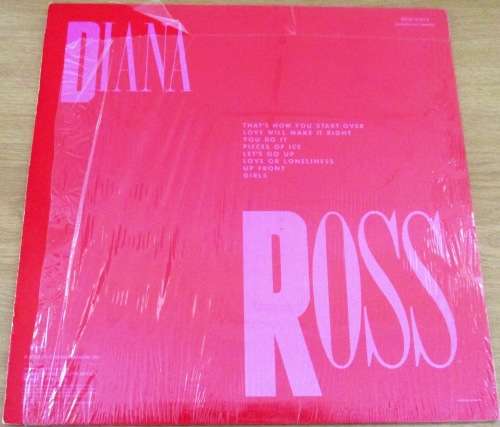 DIANA
THAT'S HOW YOU START OVER
LOVE WILL MAKE IT RIGHT
YOU DO IT
PIECES OF ICE
LET'S GO UP
LOVE OR LONELINESS
UP FRONT
GIRLS
ROSS